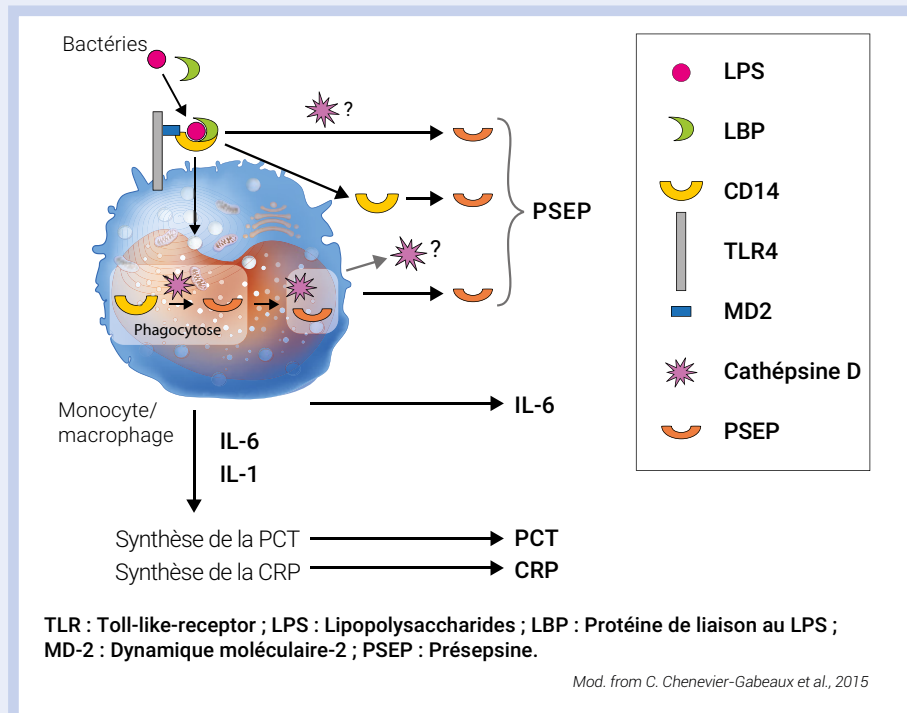 Bactéries
?
PSEP
?
Phagocytose
Monocyte/
macrophage
IL-6
IL-6
IL-1
Synthèse de la PCT
PCT
Synthèse de la CRP
CRP
LPS
LBP
CD14
TLR4
MD2
Cathépsine D
PSEP
TLR : Toll-like-receptor ; LPS : Lipopolysaccharides ; LBP : Protéine de liaison au LPS ;
MD-2 : Dynamique moléculaire-2 ; PSEP : Présepsine.
Mod. from C. Chenevier-Gabeaux et al., 2015